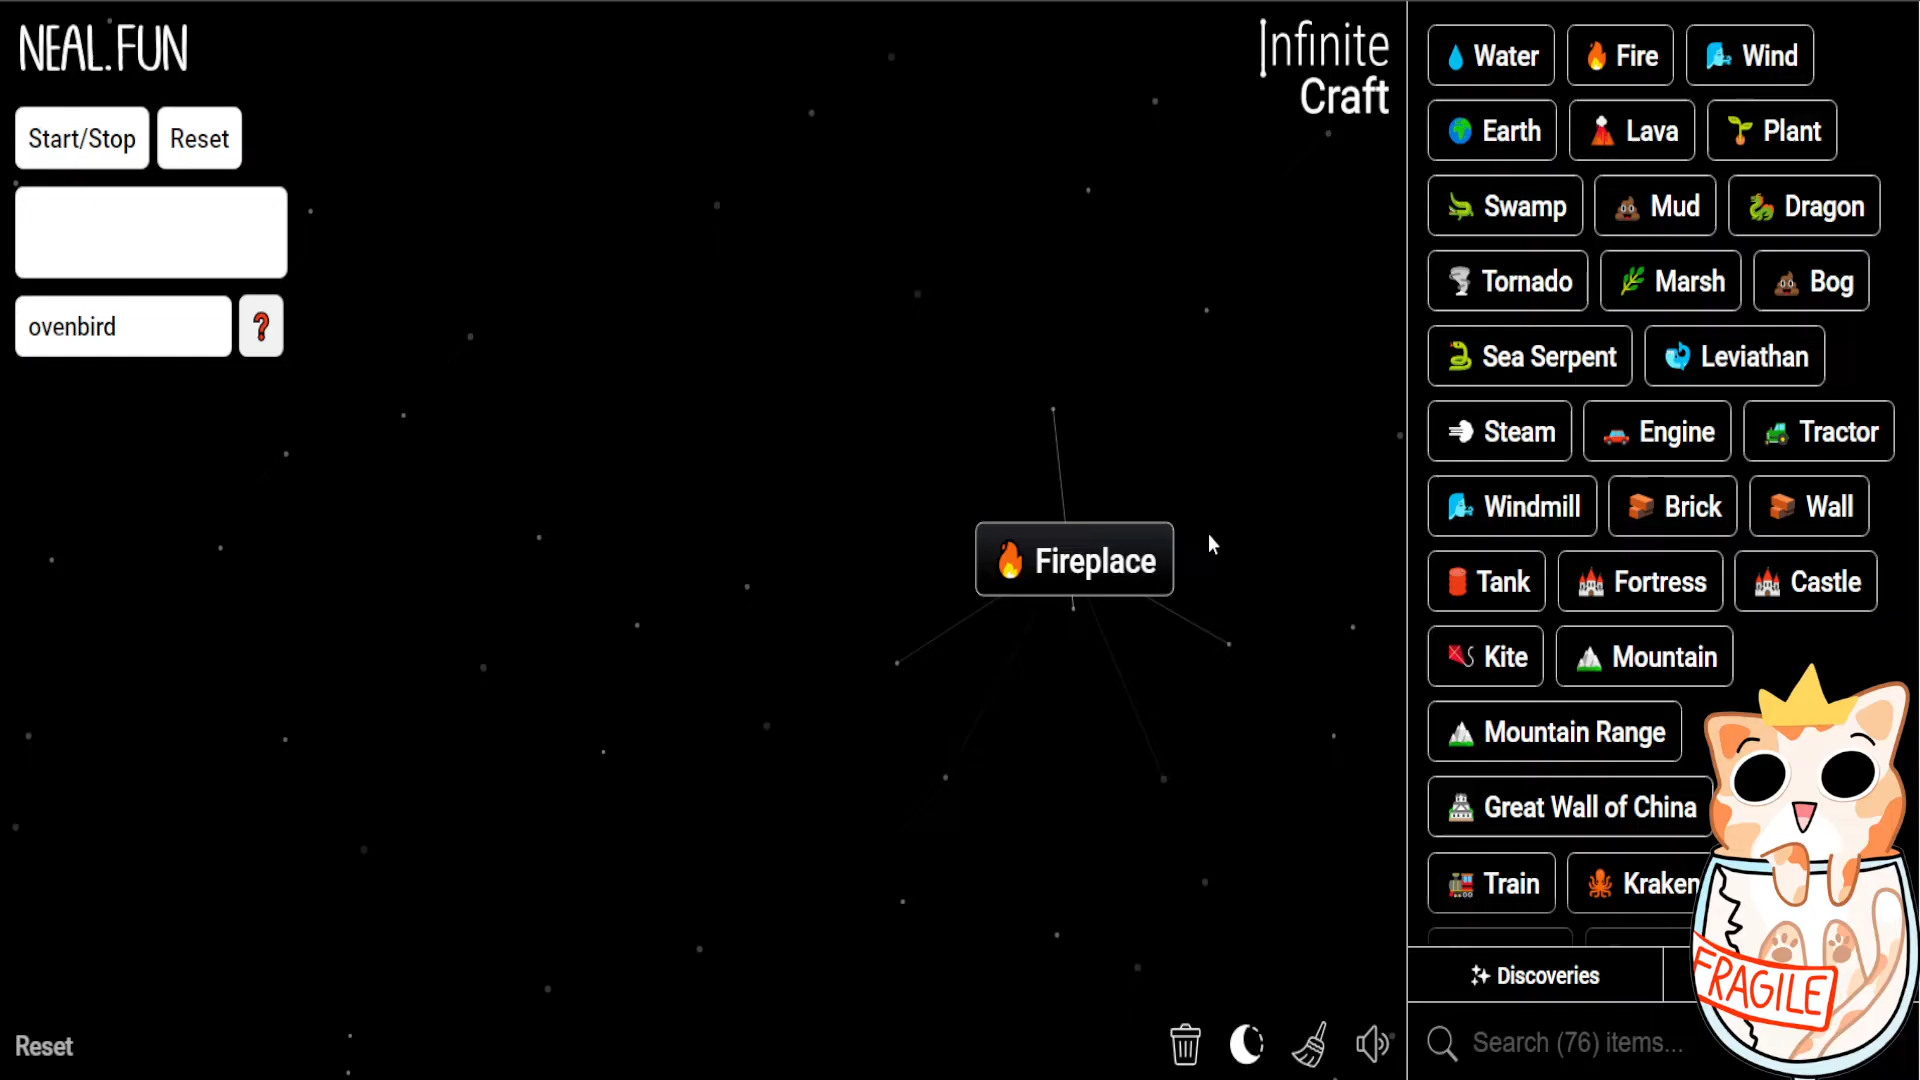 NEAL.FUN
Infinite
Craft
Start/Stop
Reset
ovenbird
?
Fireplace
Water
Fire
Wind
Earth
Lava
Plant
Swamp
Mud
Dragon
Tornado
Marsh
Bog
Sea Serpent
Leviathan
Steam
Engine
Tractor
Windmill
Brick
Wall
Tank
Fortress
Castle
Kite
Mountain
Mountain Range
Great Wall of China
Train
Kraken
Discoveries
Search (76) items...
FRAGILE
Reset